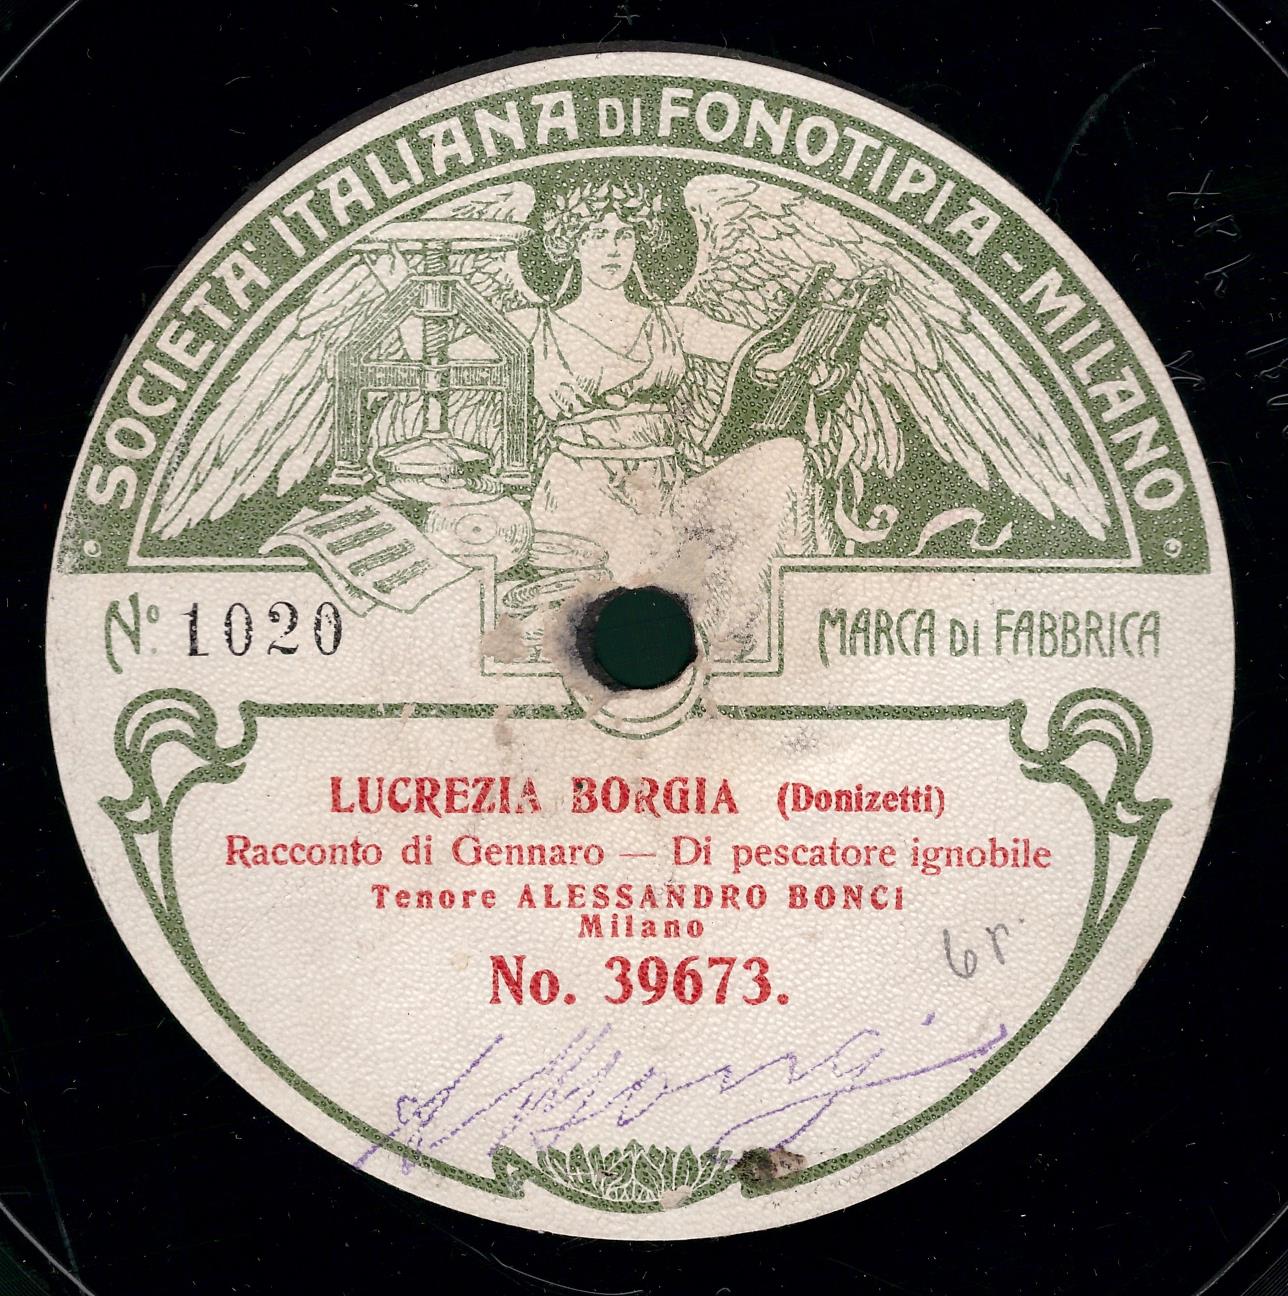 SOCIETA' ITALIANA DI FONOTIPIA - MILANO
No. 1020
MARCA DI FABBRICA
LUCREZIA BORGIA (Donizetti)
Racconto di Gennaro — Di pescatore ignobile
Tenore ALESSANDRO BONCI
Milano
No. 39673.
6r
A Bonci